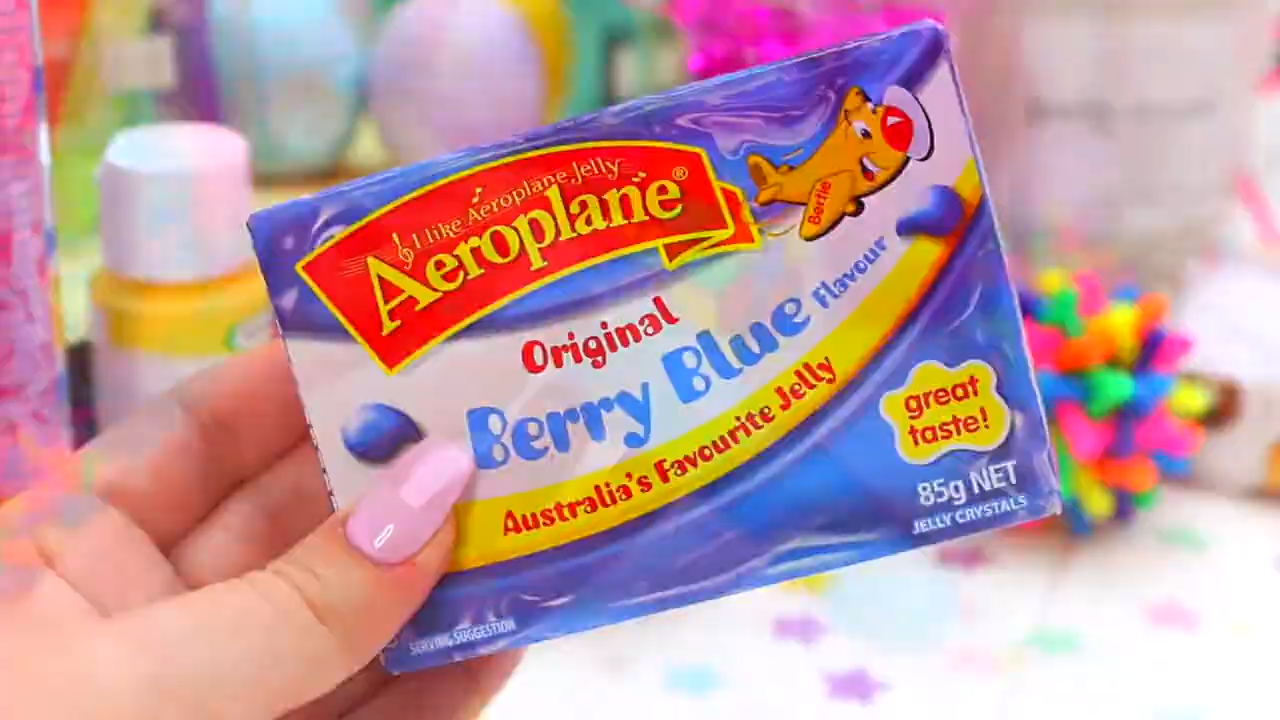 I like Aeroplane Jelly
Aeroplane®
Bertie
Original
Berry Blue Flavour
Australia's Favourite Jelly
great
taste!
85g NET
JELLY CRYSTALS
SERVING SUGGESTION